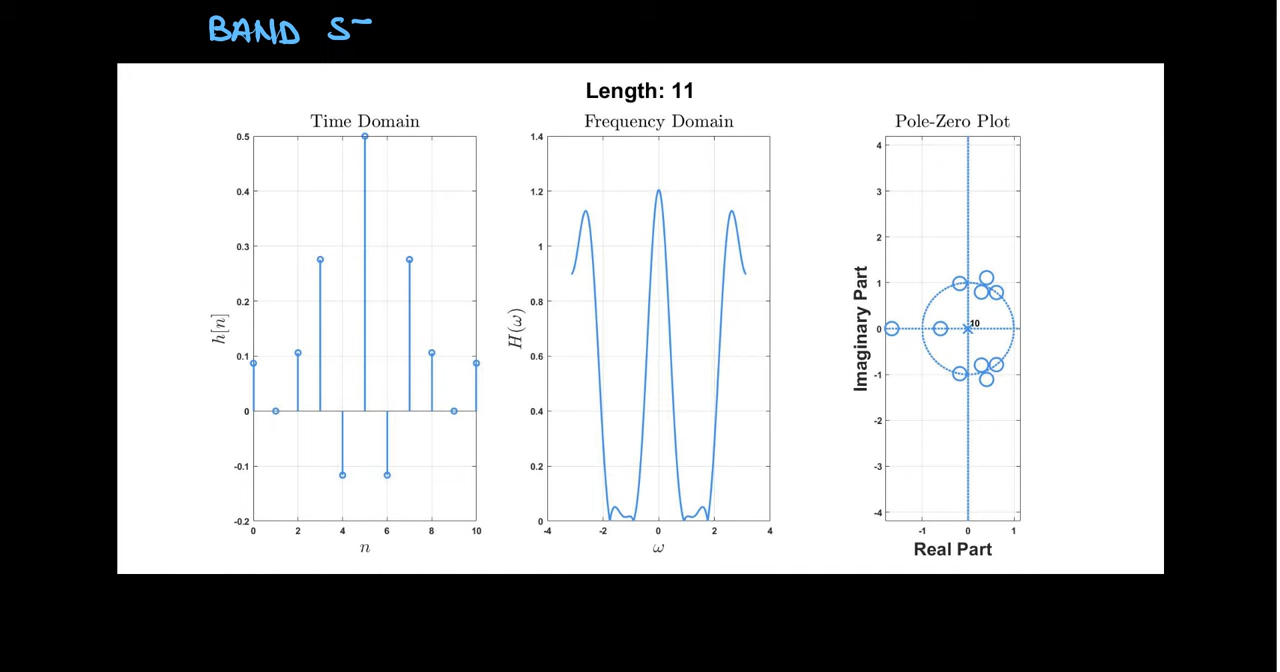 BAND ST
Length: 11
Time Domain
Frequency Domain
Pole-Zero Plot
0.5
0.4
0.3
0.2
0.1
0
-0.1
-0.2
0 2 4 6 8 10
n
h[n]
1.4
1.2
1
0.8
0.6
0.4
0.2
0
-4 -2 0 2 4
ω
H(ω)
4
3
2
1
0
-1
-2
-3
-4
10
-1 0 1
Real Part
Imaginary Part